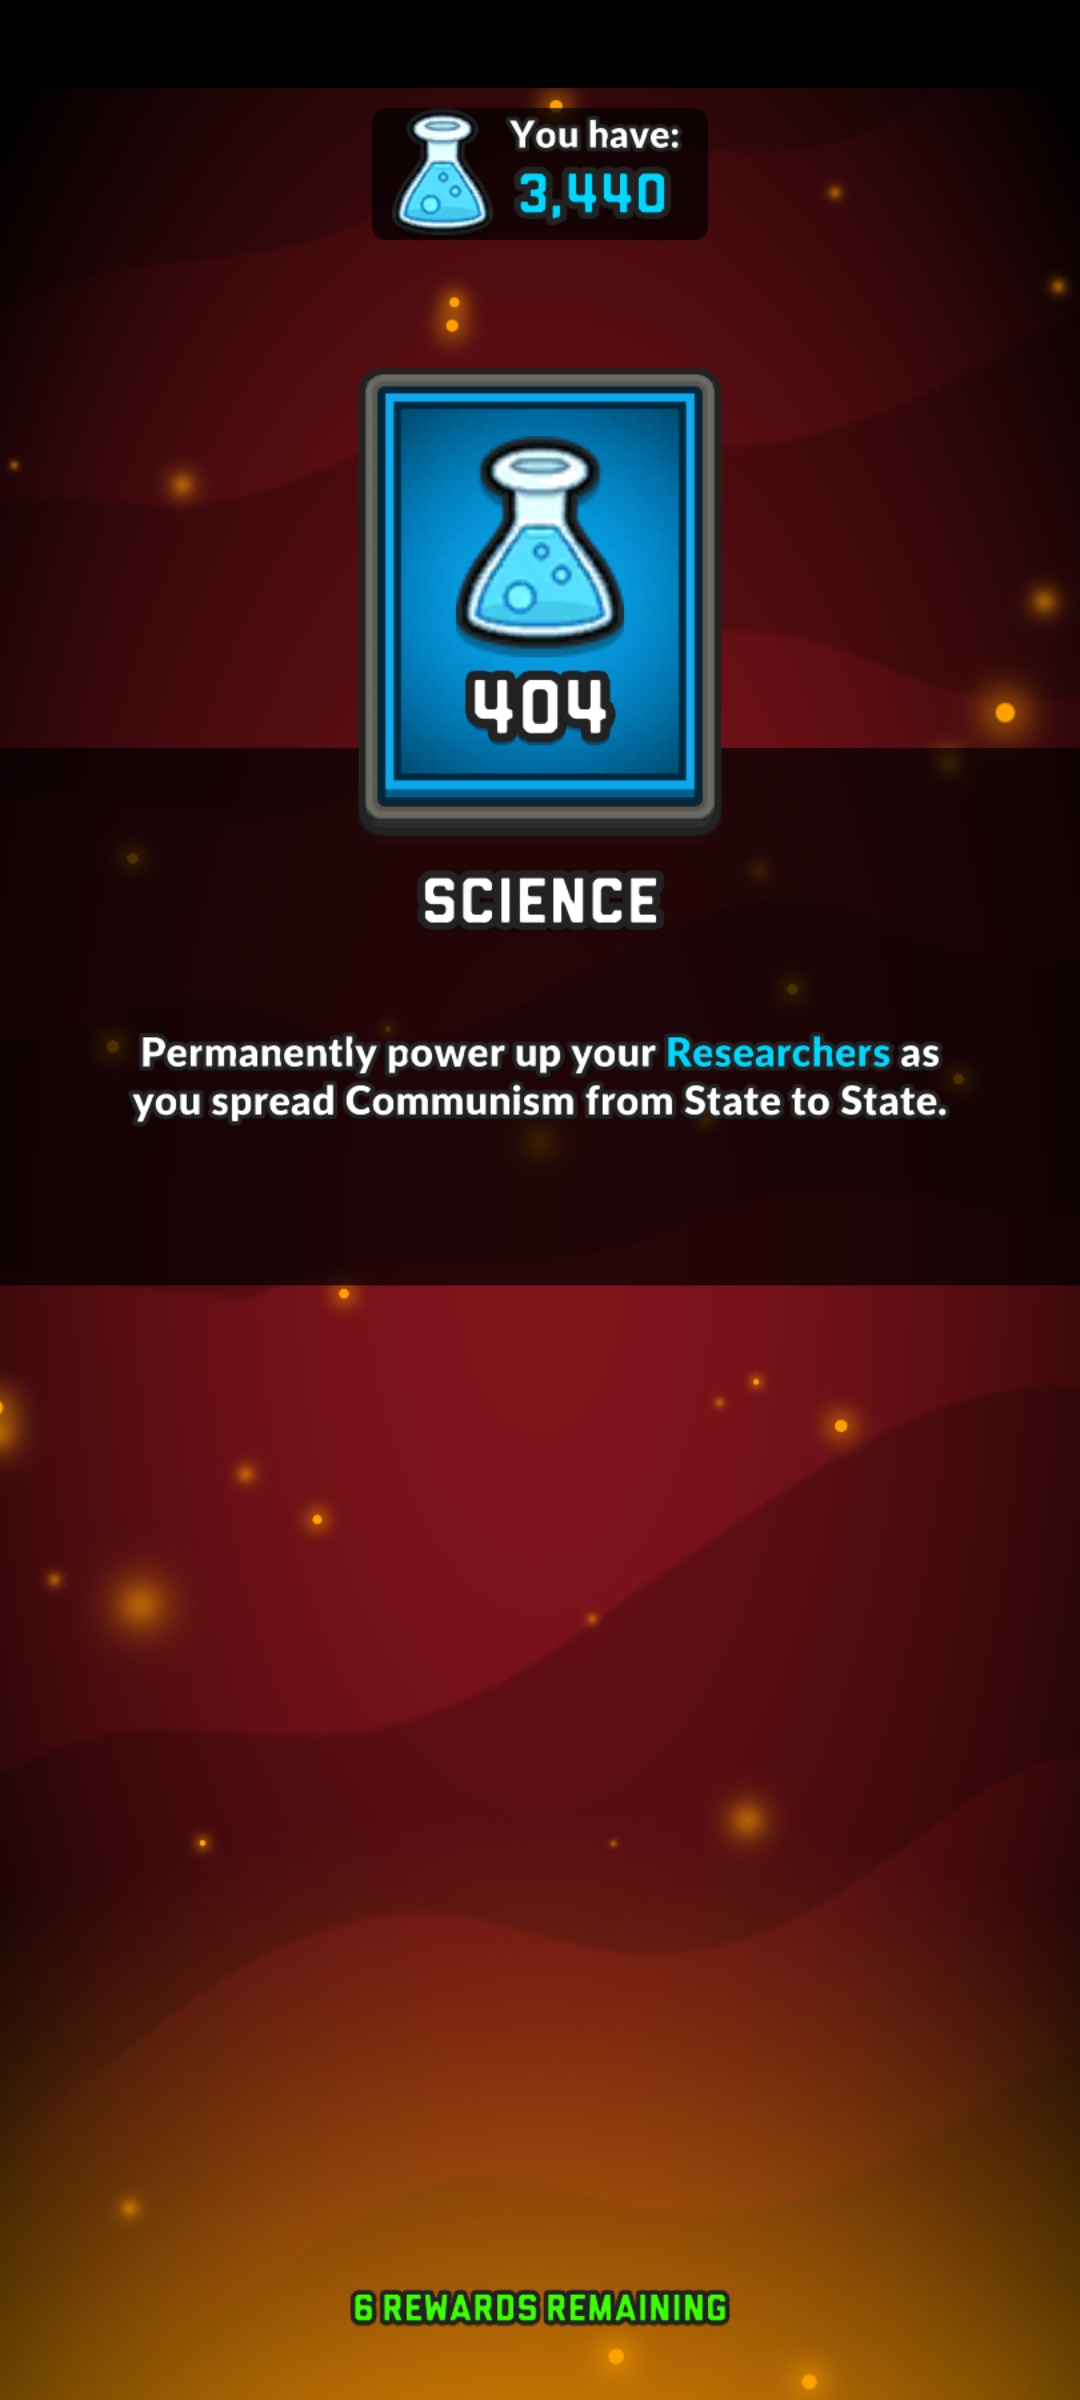 You have:
3,440
404
SCIENCE
Permanently power up your Researchers as
you spread Communism from State to State.
6 REWARDS REMAINING